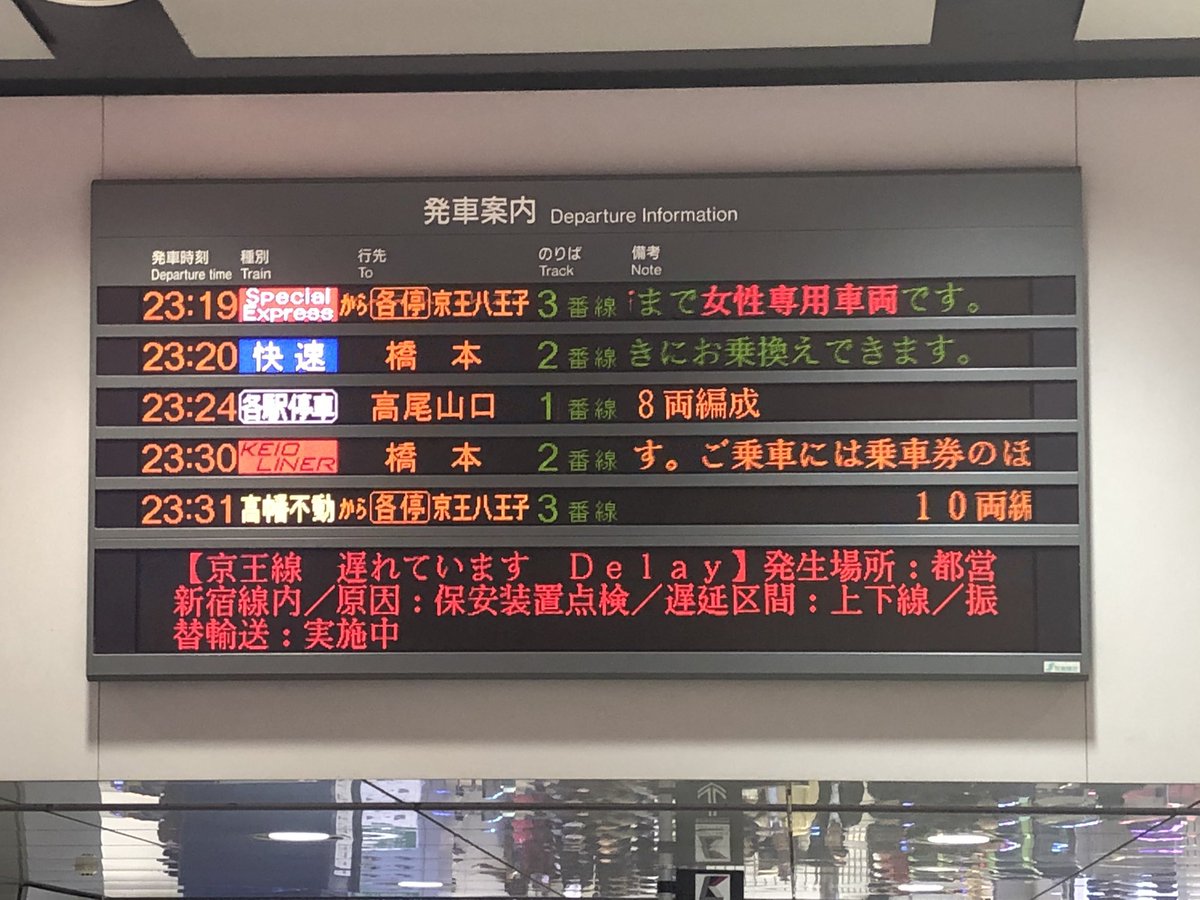 発車案内 Departure Information
発車時刻 種別 行先 のりば 備考
Departure time Train To Track Note
23:19 Special Express から 各停 京王八王子 3番線 まで女性専用車両です。
23:20 快速 橋本 2番線 きにお乗換えできます。
23:24 各駅停車 高尾山口 1番線 8両編成
23:30 KEIO LINER 橋本 2番線 す。ご乗車には乗車券のほ
23:31 高幡不動から 各停 京王八王子 3番線 10両編
【京王線 遅れています Delay】発生場所:都営
新宿線内/原因:保安装置点検/遅延区間:上下線/振
替輸送:実施中